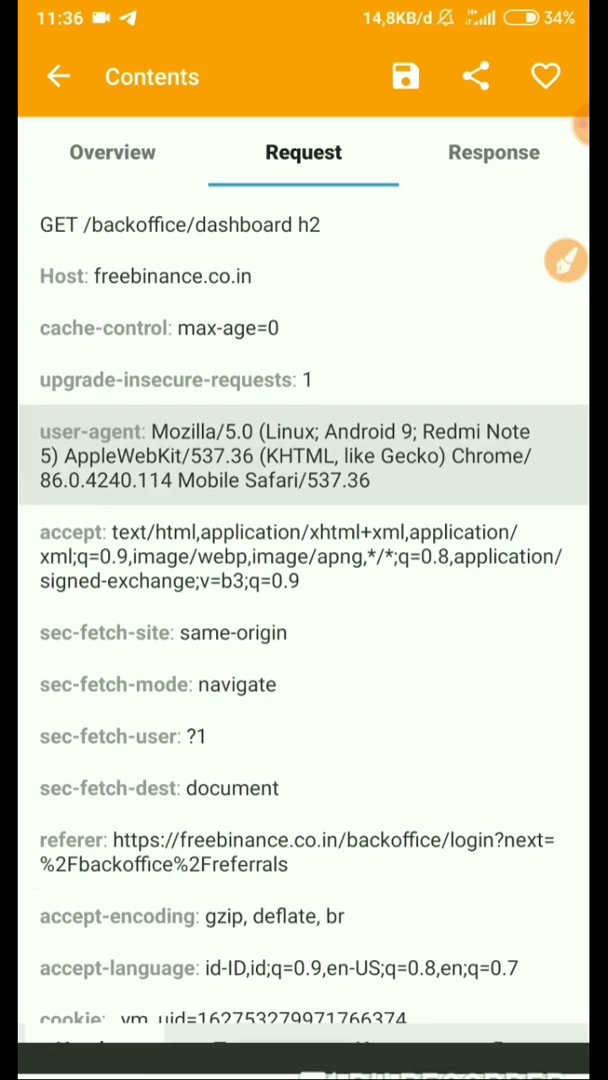 11:36 14,8KB/d 34%
Contents
Overview Request Response
GET /backoffice/dashboard h2
Host: freebinance.co.in
cache-control: max-age=0
upgrade-insecure-requests: 1
user-agent: Mozilla/5.0 (Linux; Android 9; Redmi Note
5) AppleWebKit/537.36 (KHTML, like Gecko) Chrome/
86.0.4240.114 Mobile Safari/537.36
accept: text/html,application/xhtml+xml,application/
xml;q=0.9,image/webp,image/apng,*/*;q=0.8,application/
signed-exchange;v=b3;q=0.9
sec-fetch-site: same-origin
sec-fetch-mode: navigate
sec-fetch-user: ?1
sec-fetch-dest: document
referer: https://freebinance.co.in/backoffice/login?next=
%2Fbackoffice%2Freferrals
accept-encoding: gzip, deflate, br
accept-language: id-ID,id;q=0.9,en-US;q=0.8,en;q=0.7
cookie: _ym_uid=162753279971766374